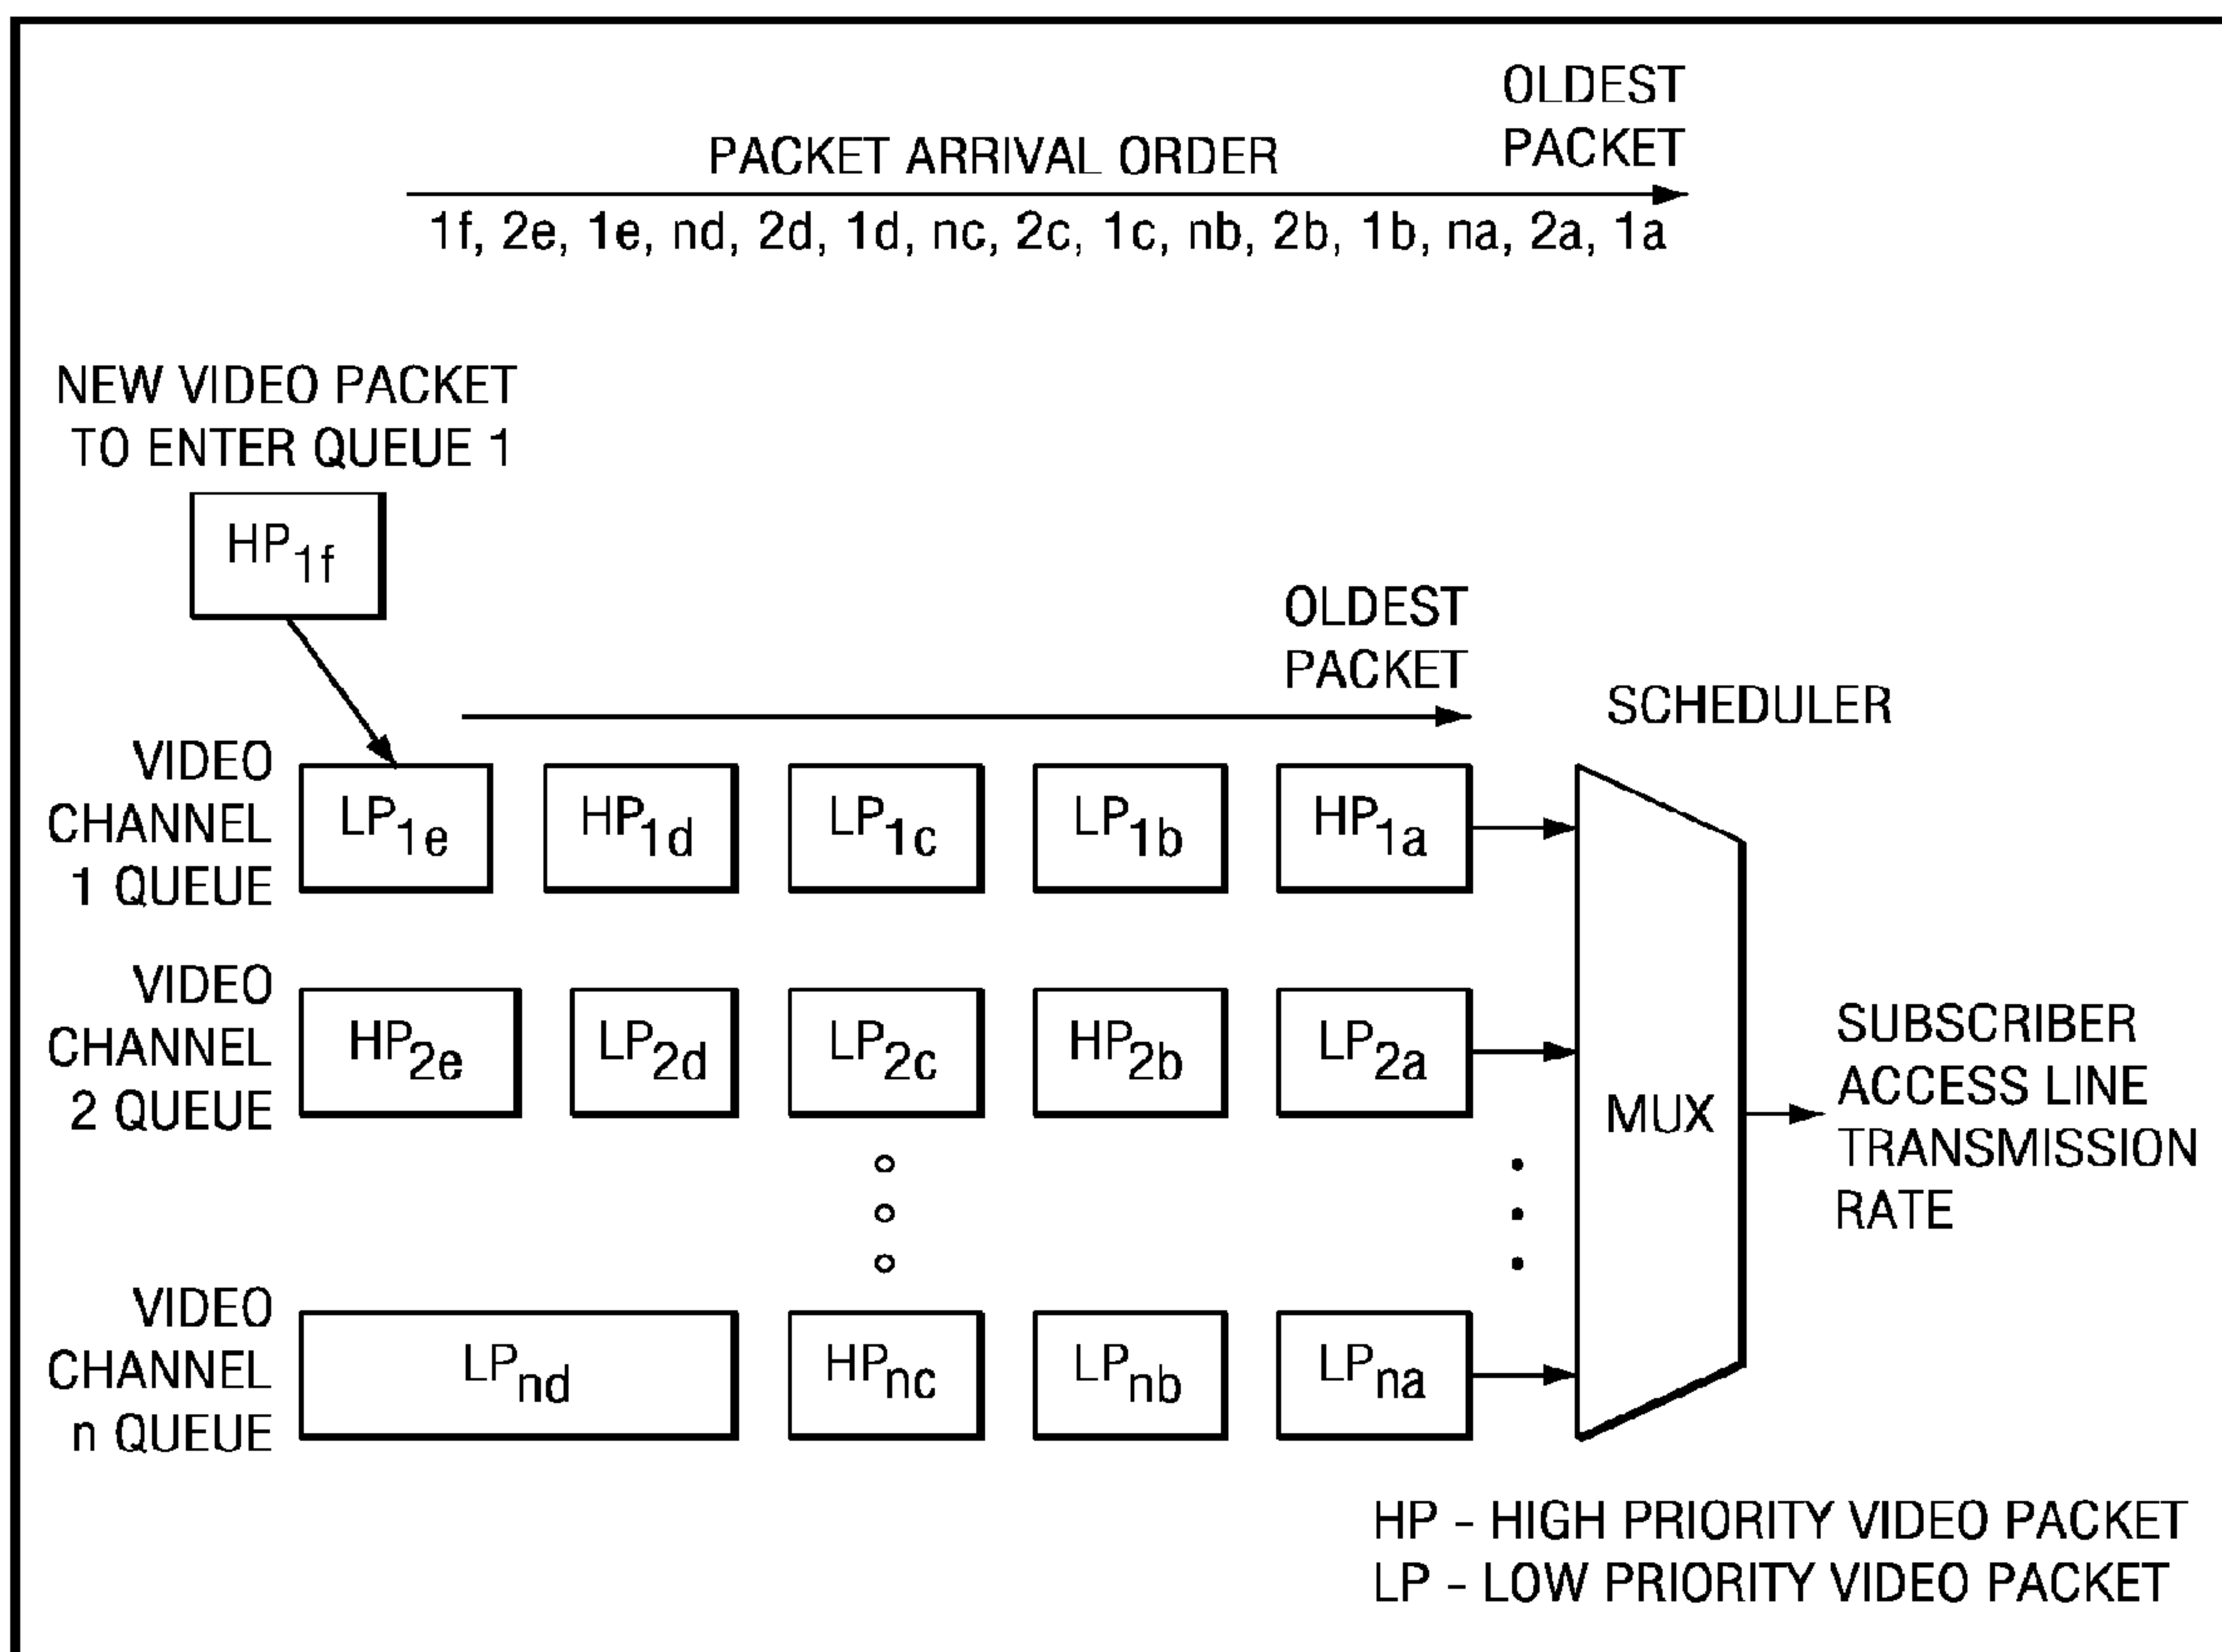 OLDEST
PACKET
PACKET ARRIVAL ORDER
1f, 2e, 1e, nd, 2d, 1d, nc, 2c, 1c, nb, 2b, 1b, na, 2a, 1a
NEW VIDEO PACKET
TO ENTER QUEUE 1
HP1f
OLDEST
PACKET
SCHEDULER
VIDEO
CHANNEL
1 QUEUE
LP1e HP1d LP1c LP1b HP1a
VIDEO
CHANNEL
2 QUEUE
HP2e LP2d LP2c HP2b LP2a
MUX
SUBSCRIBER
ACCESS LINE
TRANSMISSION
RATE
VIDEO
CHANNEL
n QUEUE
LPnd HPnc LPnb LPna
HP - HIGH PRIORITY VIDEO PACKET
LP - LOW PRIORITY VIDEO PACKET